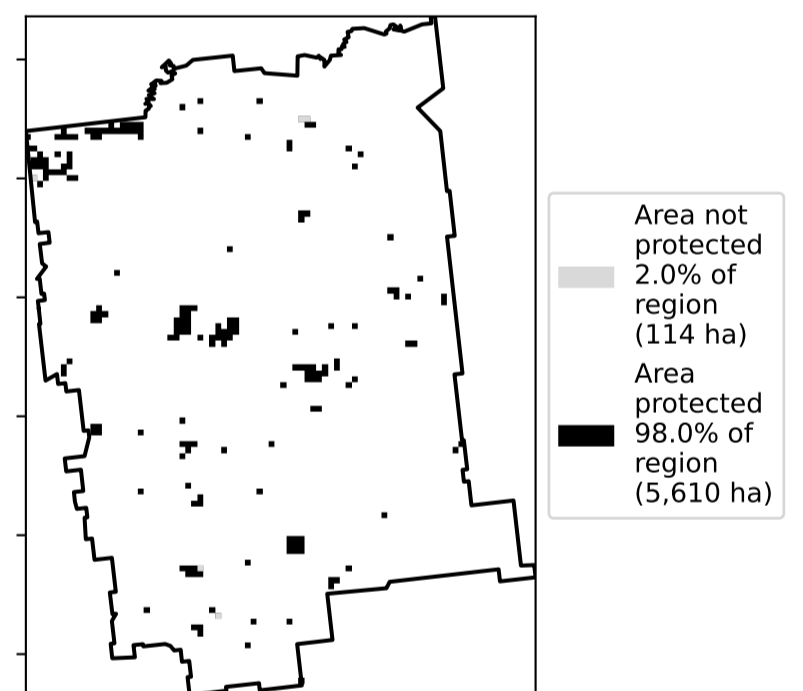 Area not
protected
2.0% of
region
(114 ha)
Area
protected
98.0% of
region
(5,610 ha)